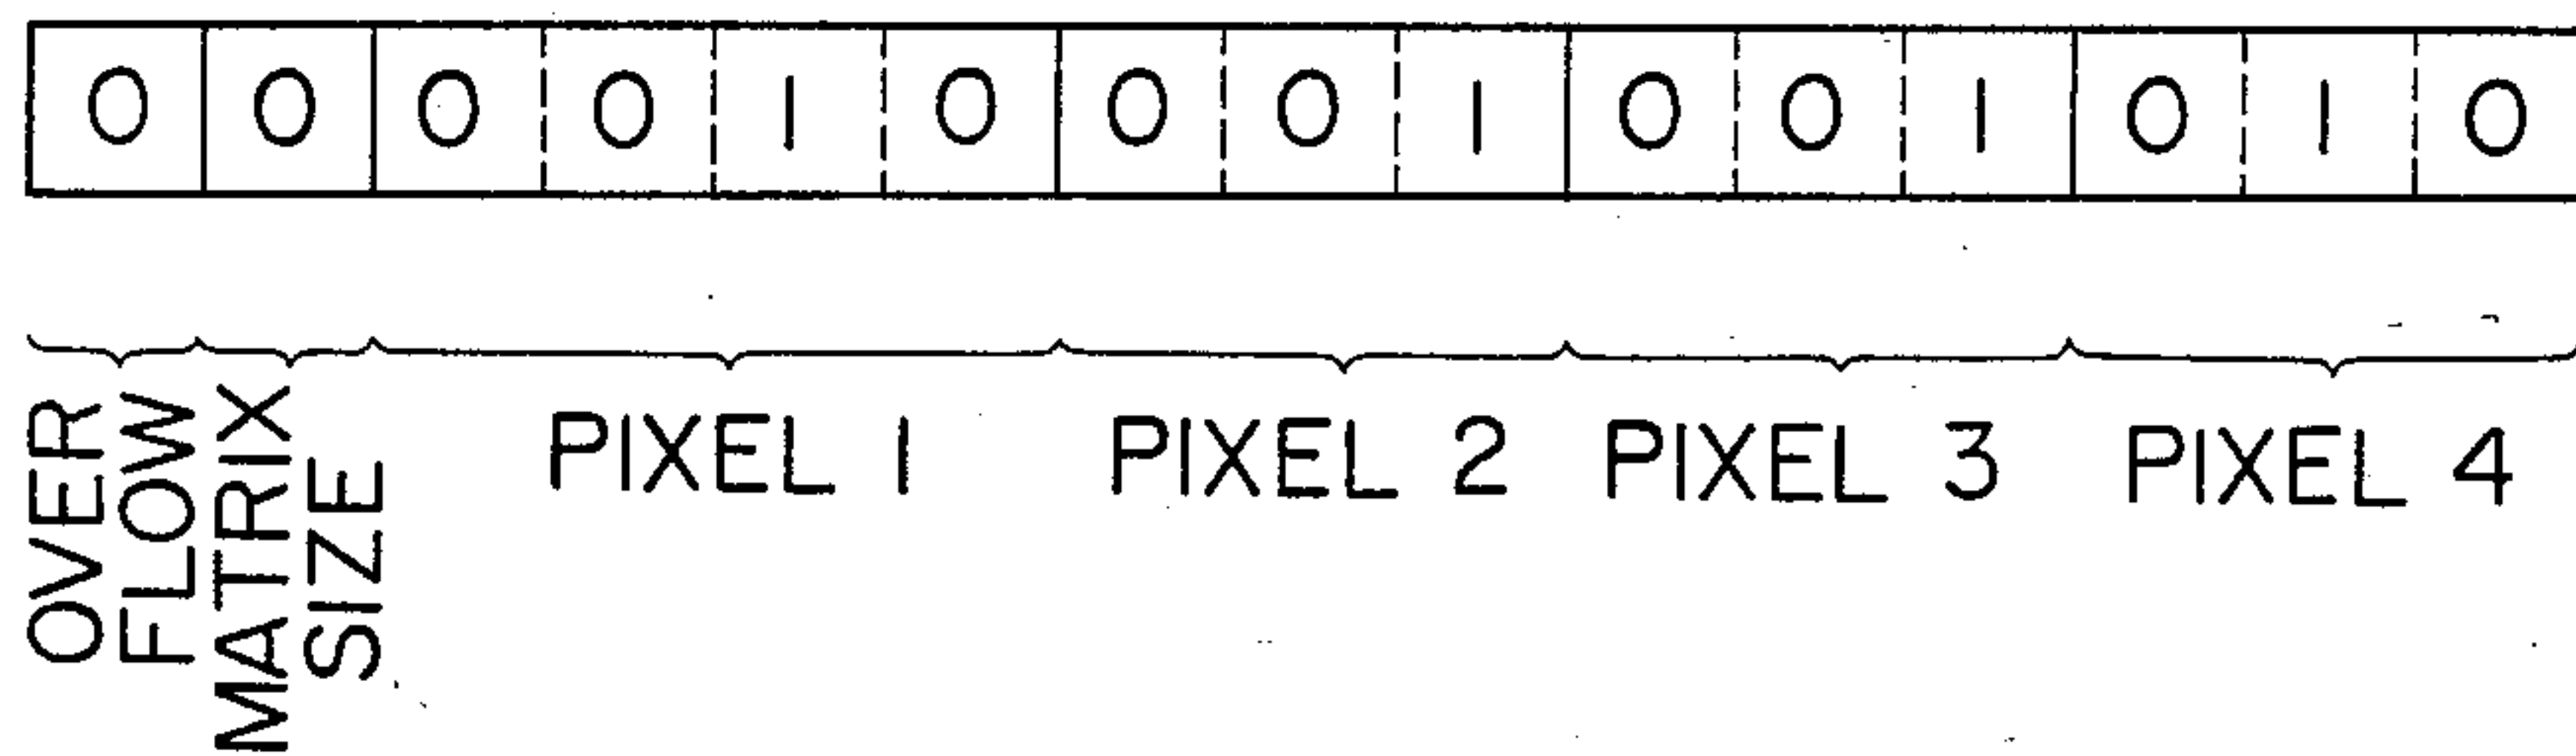 0 0 0 0 1 0 0 0 1 0 0 1 0 1 0
OVER
FLOW
MATRIX
SIZE
PIXEL 1
PIXEL 2
PIXEL 3
PIXEL 4